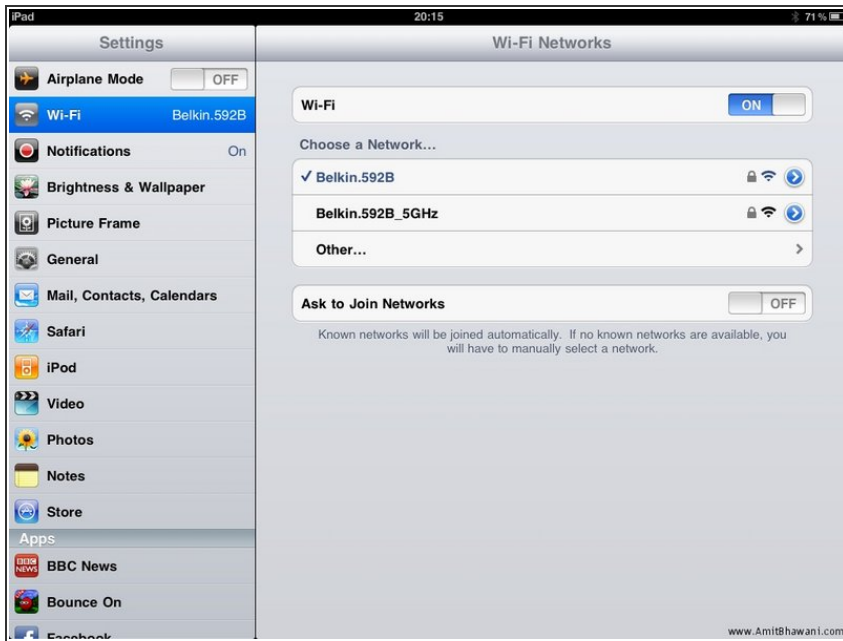 iPad 20:15 71%
Settings
Airplane Mode OFF
Wi-Fi Belkin.592B
Notifications On
Brightness & Wallpaper
Picture Frame
General
Mail, Contacts, Calendars
Safari
iPod
Video
Photos
Notes
Store
Apps
BBC NEWS BBC News
Bounce On
Facebook
Wi-Fi Networks
Wi-Fi ON
Choose a Network...
Belkin.592B
Belkin.592B_5GHz
Other...
Ask to Join Networks OFF
Known networks will be joined automatically. If no known networks are available, you
will have to manually select a network.
www.AmitBhawani.com